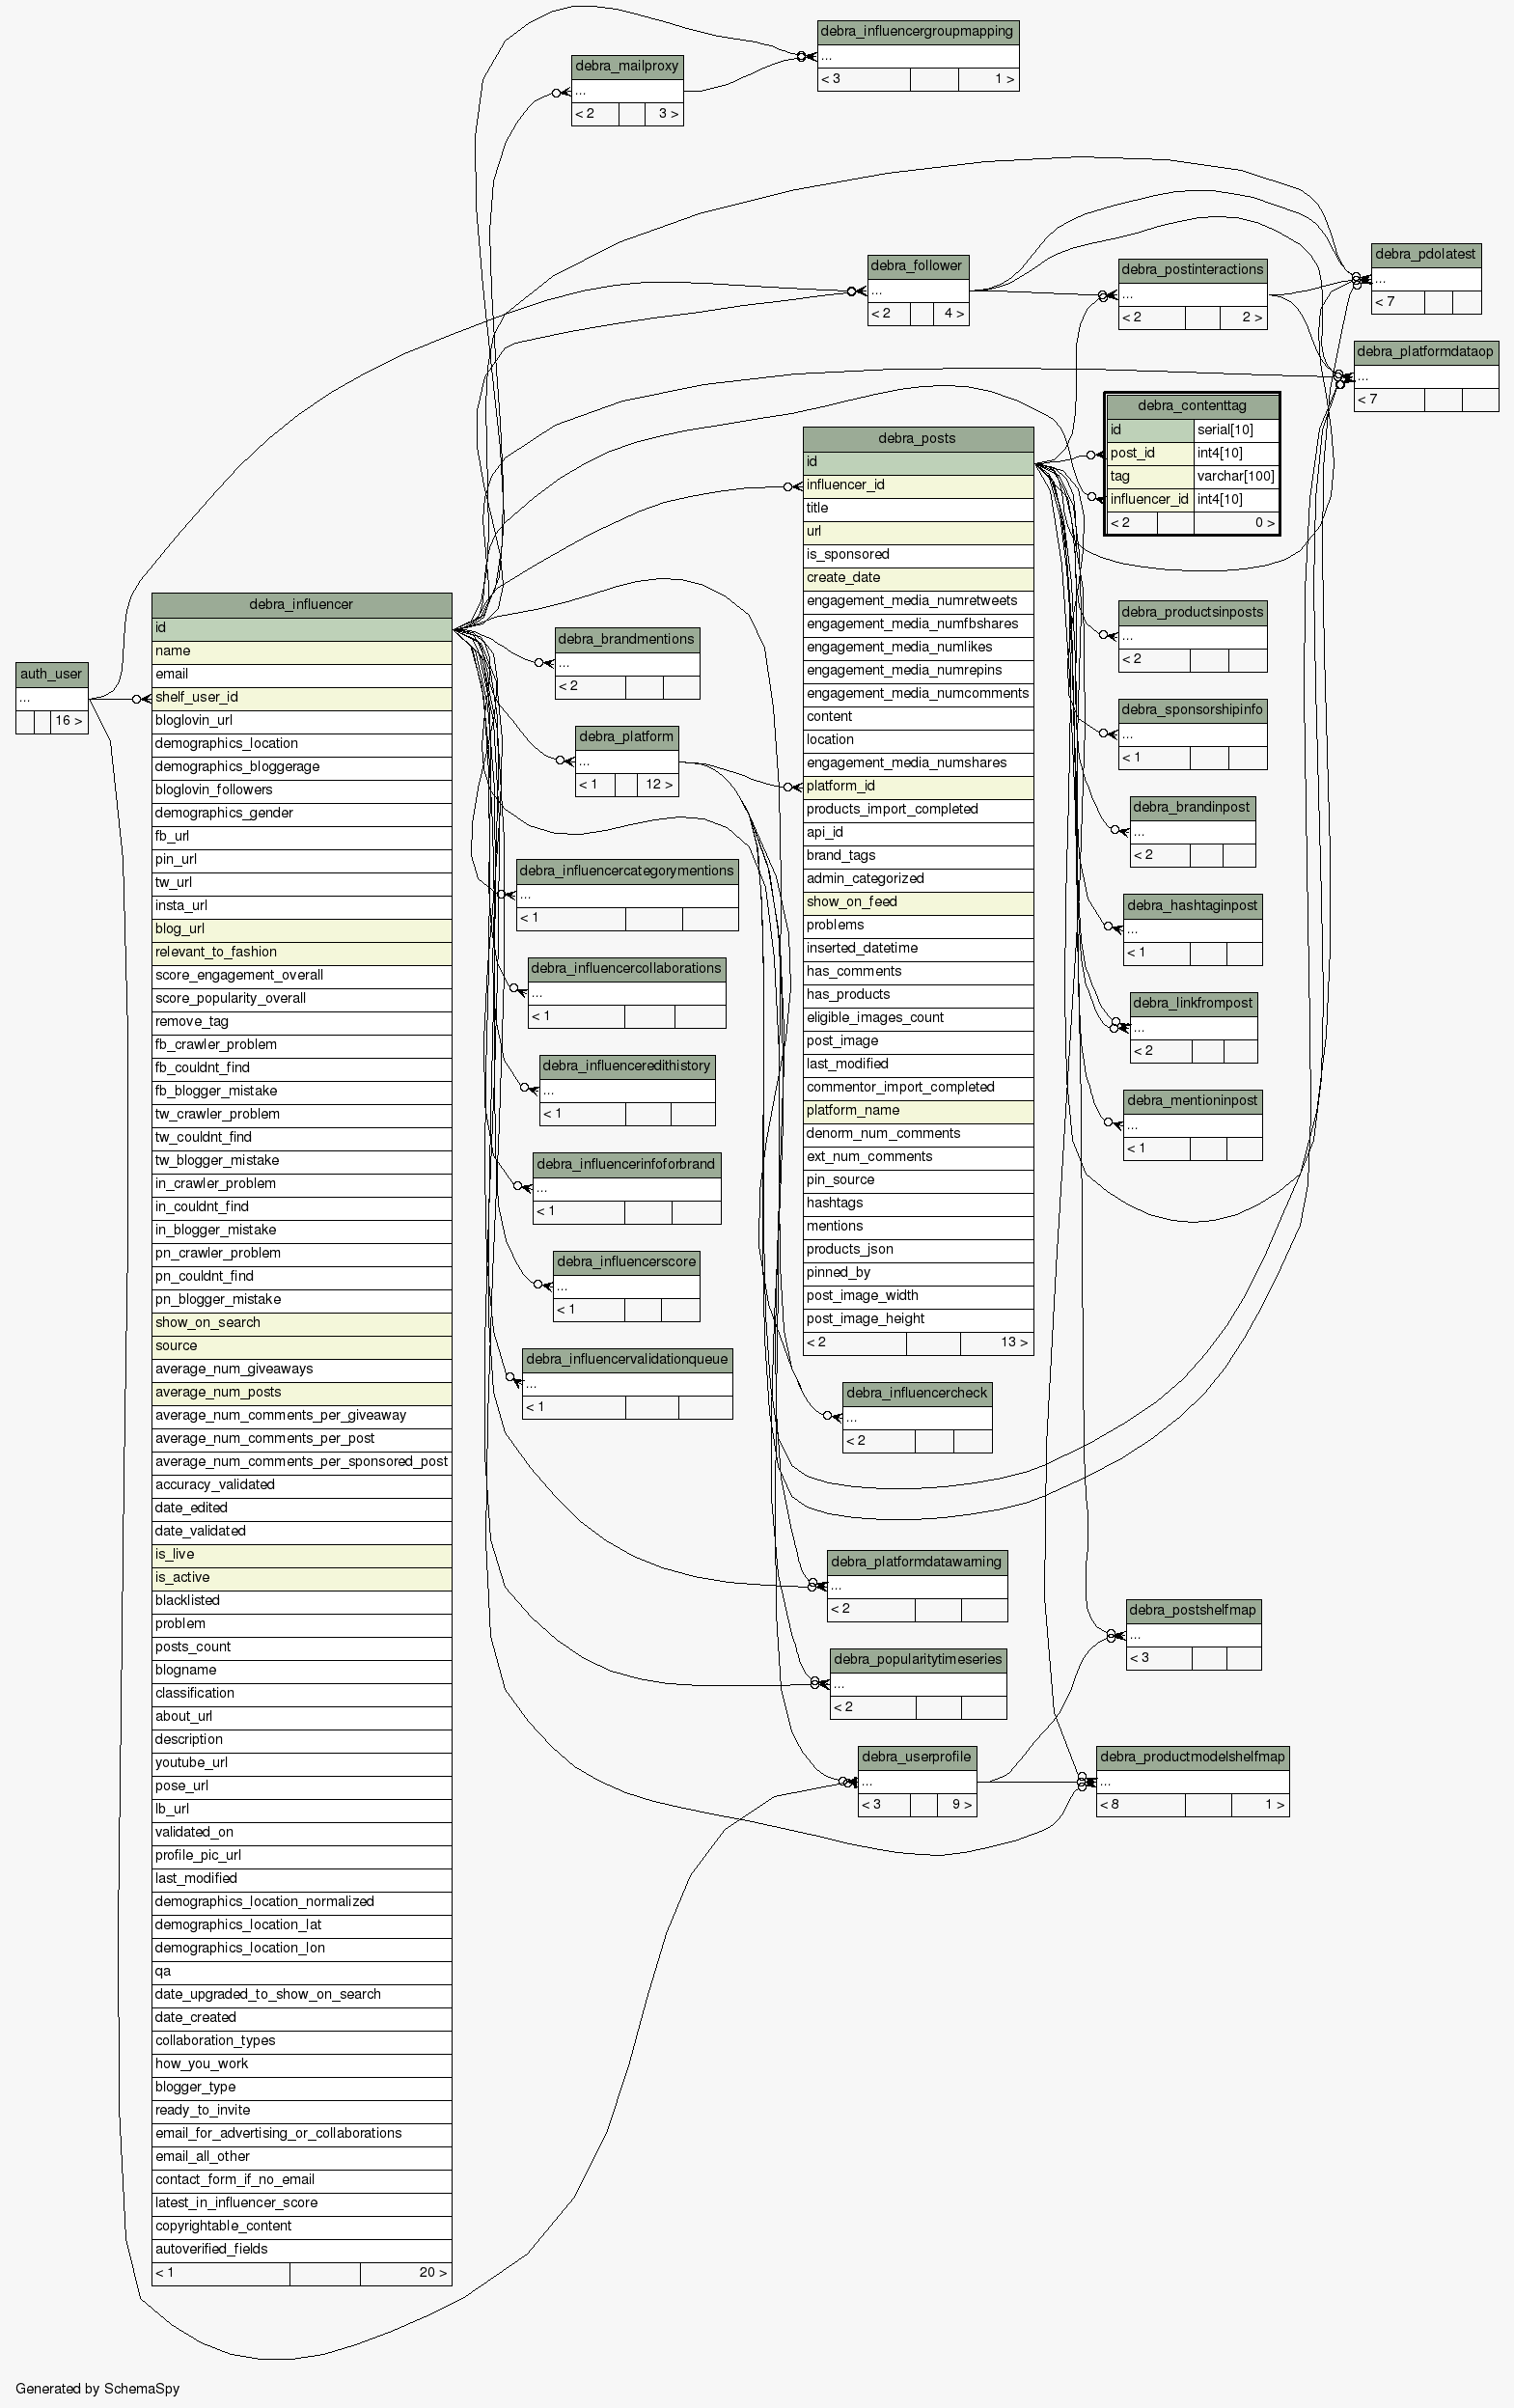 debra_influencergroupmapping
...
< 3 1 >
debra_mailproxy
...
< 2 3 >
debra_pdolatest
...
< 7
debra_follower
...
< 2 4 >
debra_postinteractions
...
< 2 2 >
debra_platformdataop
...
< 7
debra_contenttag
id serial[10]
post_id int4[10]
tag varchar[100]
influencer_id int4[10]
< 2 0 >
debra_posts
id
influencer_id
title
url
is_sponsored
create_date
engagement_media_numretweets
engagement_media_numfbshares
engagement_media_numlikes
engagement_media_numrepins
engagement_media_numcomments
content
location
engagement_media_numshares
platform_id
products_import_completed
api_id
brand_tags
admin_categorized
show_on_feed
problems
inserted_datetime
has_comments
has_products
eligible_images_count
post_image
last_modified
commentor_import_completed
platform_name
denorm_num_comments
ext_num_comments
pin_source
hashtags
mentions
products_json
pinned_by
post_image_width
post_image_height
< 2 13 >
auth_user
...
16 >
debra_influencer
id
name
email
shelf_user_id
bloglovin_url
demographics_location
demographics_bloggerage
bloglovin_followers
demographics_gender
fb_url
pin_url
tw_url
insta_url
blog_url
relevant_to_fashion
score_engagement_overall
score_popularity_overall
remove_tag
fb_crawler_problem
fb_couldnt_find
fb_blogger_mistake
tw_crawler_problem
tw_couldnt_find
tw_blogger_mistake
in_crawler_problem
in_couldnt_find
in_blogger_mistake
pn_crawler_problem
pn_couldnt_find
pn_blogger_mistake
show_on_search
source
average_num_giveaways
average_num_posts
average_num_comments_per_giveaway
average_num_comments_per_post
average_num_comments_per_sponsored_post
accuracy_validated
date_edited
date_validated
is_live
is_active
blacklisted
problem
posts_count
blogname
classification
about_url
description
youtube_url
pose_url
lb_url
validated_on
profile_pic_url
last_modified
demographics_location_normalized
demographics_location_lat
demographics_location_lon
qa
date_upgraded_to_show_on_search
date_created
collaboration_types
how_you_work
blogger_type
ready_to_invite
email_for_advertising_or_collaborations
email_all_other
contact_form_if_no_email
latest_in_influencer_score
copyrightable_content
autoverified_fields
< 1 20 >
debra_brandmentions
...
< 2
debra_platform
...
< 1 12 >
debra_influencercategorymentions
...
< 1
debra_influencercollaborations
...
< 1
debra_influenceredithistory
...
< 1
debra_influencerinfoforbrand
...
< 1
debra_influencerscore
...
< 1
debra_influencervalidationqueue
...
< 1
debra_productsinposts
...
< 2
debra_sponsorshipinfo
...
< 1
debra_brandinpost
...
< 2
debra_hashtaginpost
...
< 1
debra_linkfrompost
...
< 2
debra_mentioninpost
...
< 1
debra_influencercheck
...
< 2
debra_platformdatawarning
...
< 2
debra_postshelfmap
...
< 3
debra_popularitytimeseries
...
< 2
debra_userprofile
...
< 3 9 >
debra_productmodelshelfmap
...
< 8 1 >
Generated by SchemaSpy